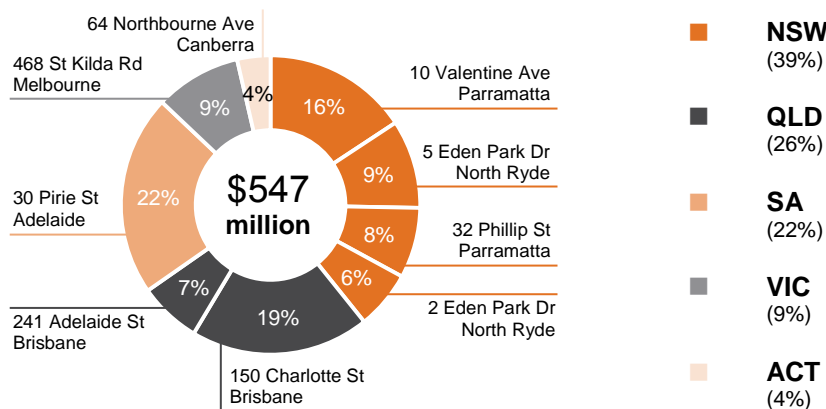 64 Northbourne Ave
Canberra
468 St Kilda Rd
Melbourne
30 Pirie St
Adelaide
241 Adelaide St
Brisbane
150 Charlotte St
Brisbane
10 Valentine Ave
Parramatta
5 Eden Park Dr
North Ryde
32 Phillip St
Parramatta
2 Eden Park Dr
North Ryde
4%
16%
9%
9%
22%
8%
6%
7%
19%
$547
million
NSW
(39%)
QLD
(26%)
SA
(22%)
VIC
(9%)
ACT
(4%)